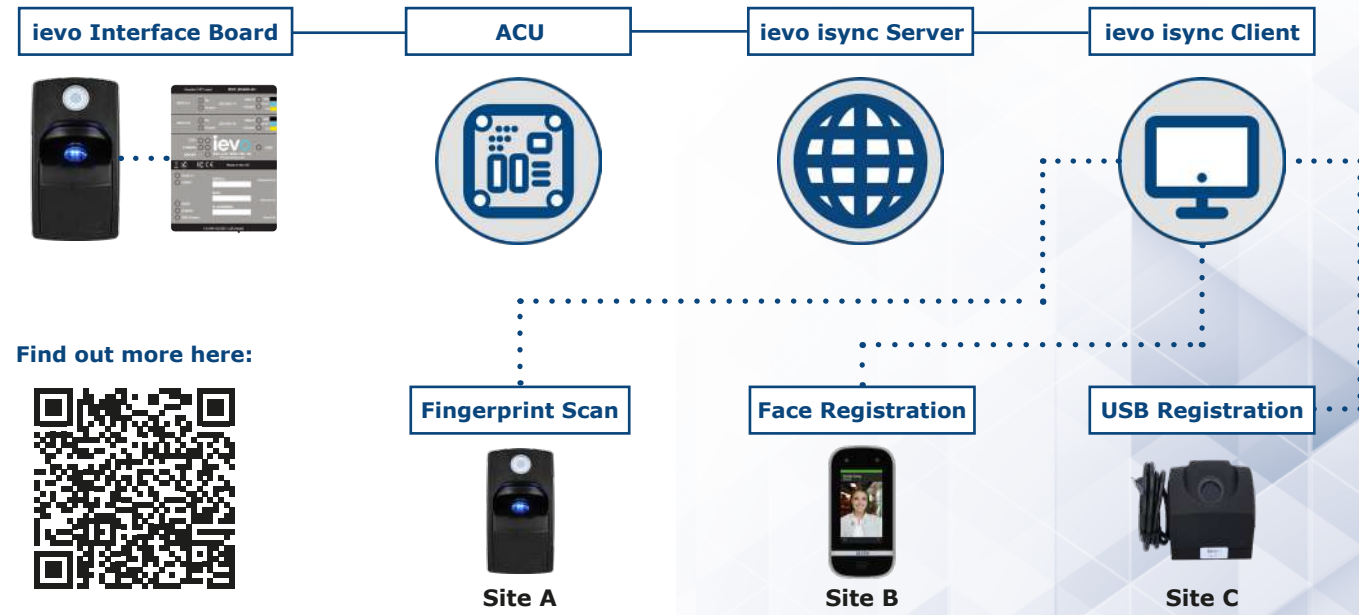 ievo Interface Board
ACU
ievo isync Server
ievo isync Client
ievo
Find out more here:
Fingerprint Scan
Face Registration
USB Registration
Site A
Site B
Site C